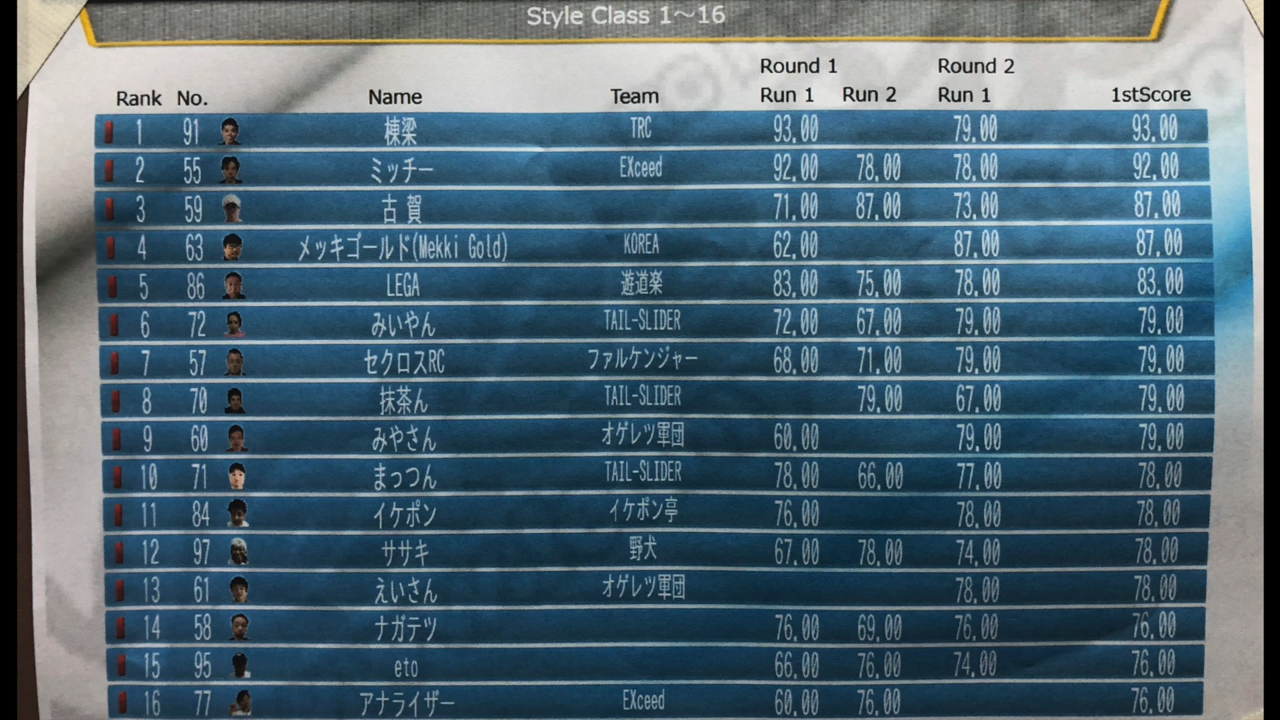 Style Class 1～16
Round 1 Round 2
Rank No. Name Team Run 1 Run 2 Run 1 1stScore
1 91 棟梁 TRC 93.00 79.00 93.00
2 55 ミッチー EXceed 92.00 78.00 78.00 92.00
3 59 古賀 71.00 87.00 73.00 87.00
4 63 メッキゴールド(Mekki Gold) KOREA 62.00 87.00 87.00
5 86 LEGA 遊道楽 83.00 75.00 78.00 83.00
6 72 みいやん TAIL-SLIDER 72.00 67.00 79.00 79.00
7 57 セクロスRC ファルケンジャー 68.00 71.00 79.00 79.00
8 70 抹茶ん TAIL-SLIDER 79.00 67.00 79.00
9 60 みやさん オゲレツ軍団 60.00 79.00 79.00
10 71 まっつん TAIL-SLIDER 78.00 66.00 77.00 78.00
11 84 イケポン イケポン亭 76.00 78.00 78.00
12 97 ササキ 野犬 67.00 78.00 74.00 78.00
13 61 えいさん オゲレツ軍団 78.00 78.00
14 58 ナガテツ 76.00 69.00 76.00 76.00
15 95 eto 66.00 76.00 74.00 76.00
16 77 アナライザー EXceed 60.00 76.00 76.00